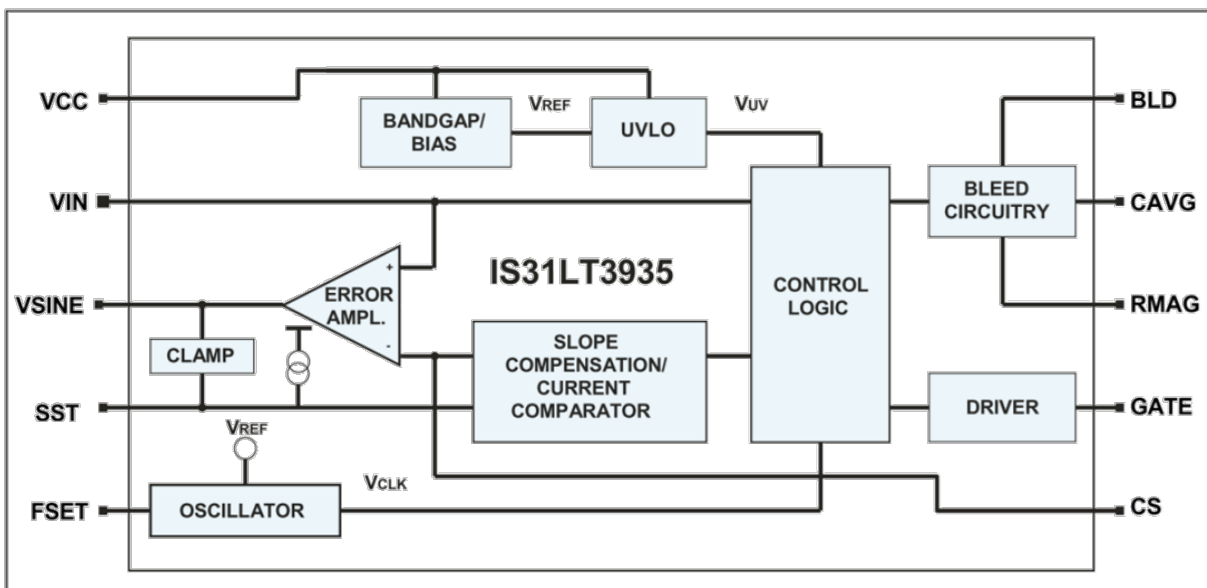 VCC
BANDGAP/
BIAS
VREF
UVLO
VUV
BLD
VIN
BLEED
CIRCUITRY
CAVG
IS31LT3935
CONTROL
LOGIC
RMAG
VSINE
+
ERROR
AMPL.
-
CLAMP
SLOPE
COMPENSATION/
CURRENT
COMPARATOR
SST
DRIVER
GATE
VREF
FSET
OSCILLATOR
VCLK
CS